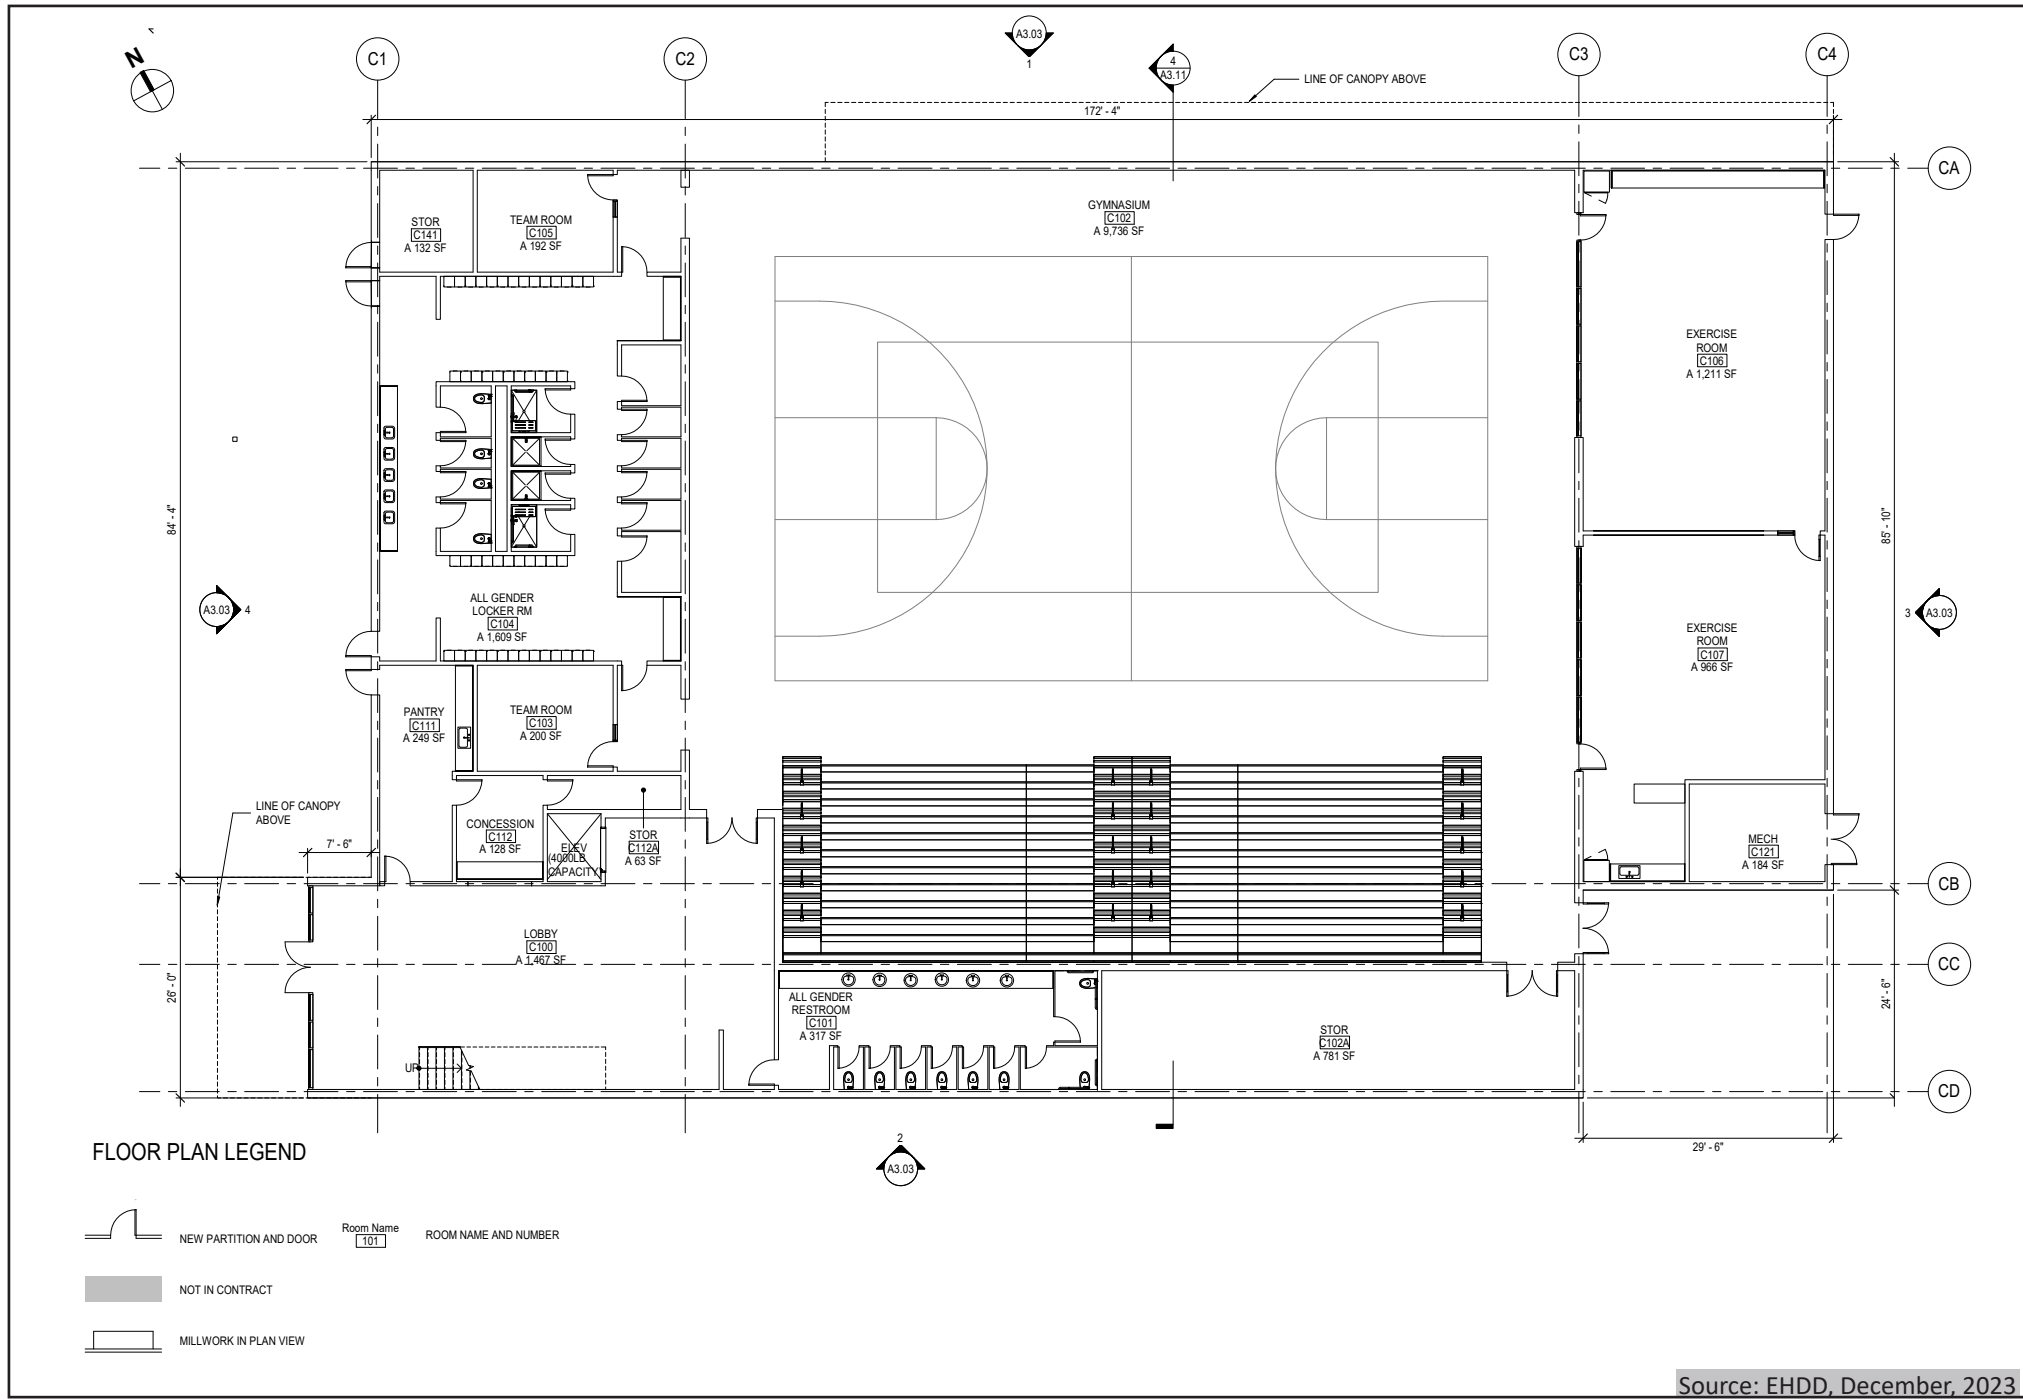 N
C1
C2
A3.03
1
4
A3.11
C3
C4
LINE OF CANOPY ABOVE
172' - 4"
CA
STOR
C141
A 132 SF
TEAM ROOM
C105
A 192 SF
GYMNASIUM
C102
A 9,736 SF
EXERCISE
ROOM
C106
A 1,211 SF
84' - 4"
85' - 10"
A3.03
4
ALL GENDER
LOCKER RM
C104
A 1,609 SF
3
A3.03
EXERCISE
ROOM
C107
A 966 SF
PANTRY
C111
A 249 SF
TEAM ROOM
C103
A 200 SF
LINE OF CANOPY
ABOVE
7' - 6"
CONCESSION
C112
A 128 SF
ELEV
(4000LB
CAPACITY)
STOR
C112A
A 63 SF
MECH
C121
A 184 SF
CB
LOBBY
C100
A 1,467 SF
CC
26' - 0"
24' - 6"
ALL GENDER
RESTROOM
C101
A 317 SF
STOR
C102A
A 781 SF
UP
CD
29' - 6"
2
A3.03
FLOOR PLAN LEGEND
NEW PARTITION AND DOOR
Room Name
101
ROOM NAME AND NUMBER
NOT IN CONTRACT
MILLWORK IN PLAN VIEW
Source: EHDD, December, 2023